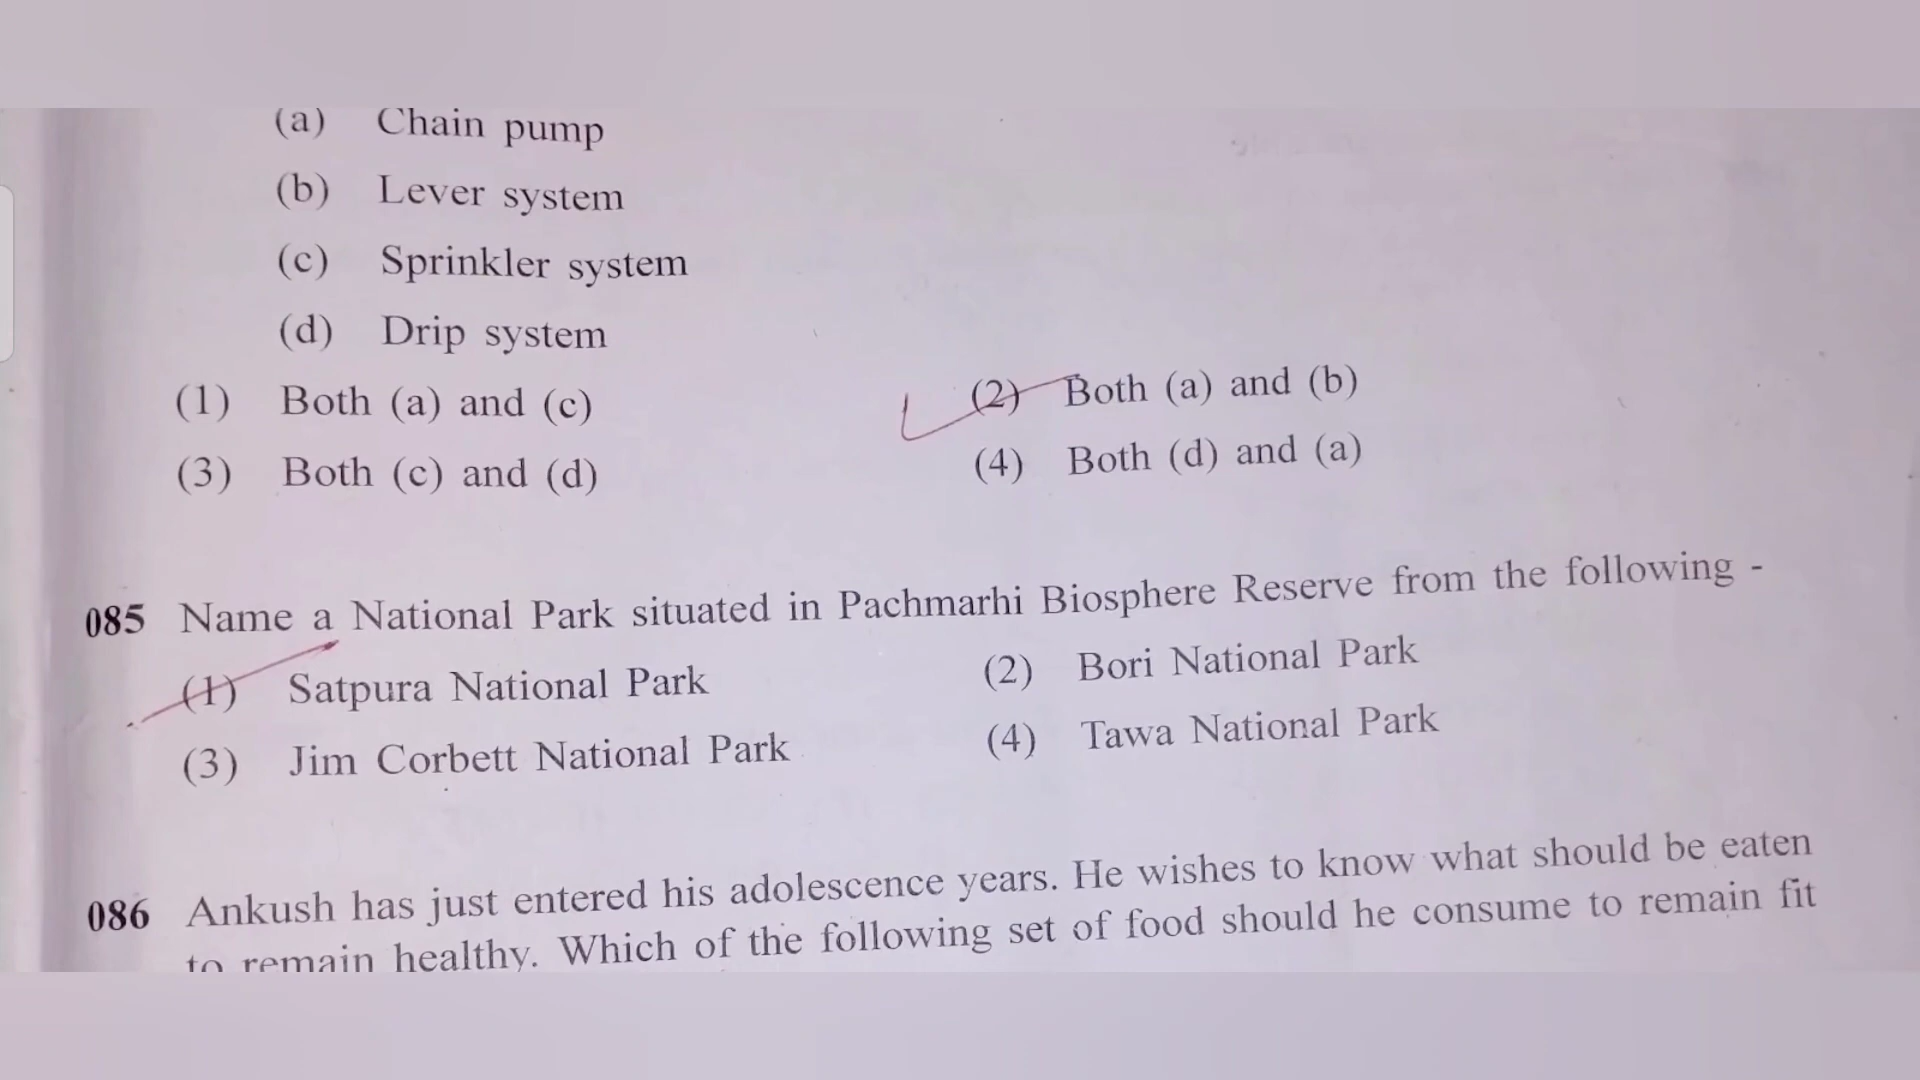 (a) Chain pump
(b) Lever system
(c) Sprinkler system
(d) Drip system
(1) Both (a) and (c) (2) Both (a) and (b)
(3) Both (c) and (d) (4) Both (d) and (a)
085 Name a National Park situated in Pachmarhi Biosphere Reserve from the following -
(1) Satpura National Park (2) Bori National Park
(3) Jim Corbett National Park (4) Tawa National Park
086 Ankush has just entered his adolescence years. He wishes to know what should be eaten
to remain healthy. Which of the following set of food should he consume to remain fit